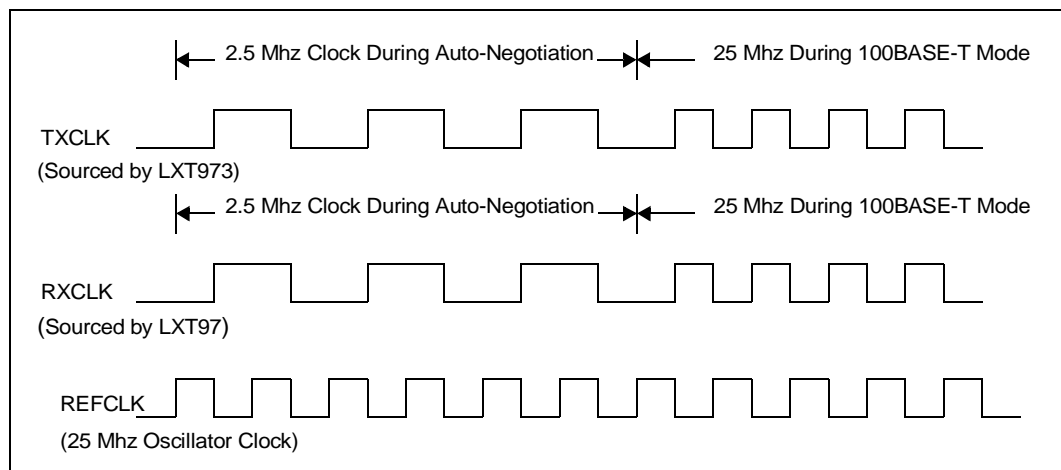 2.5 Mhz Clock During Auto-Negotiation 25 Mhz During 100BASE-T Mode
TXCLK
(Sourced by LXT973)
2.5 Mhz Clock During Auto-Negotiation 25 Mhz During 100BASE-T Mode
RXCLK
(Sourced by LXT97)
REFCLK
(25 Mhz Oscillator Clock)